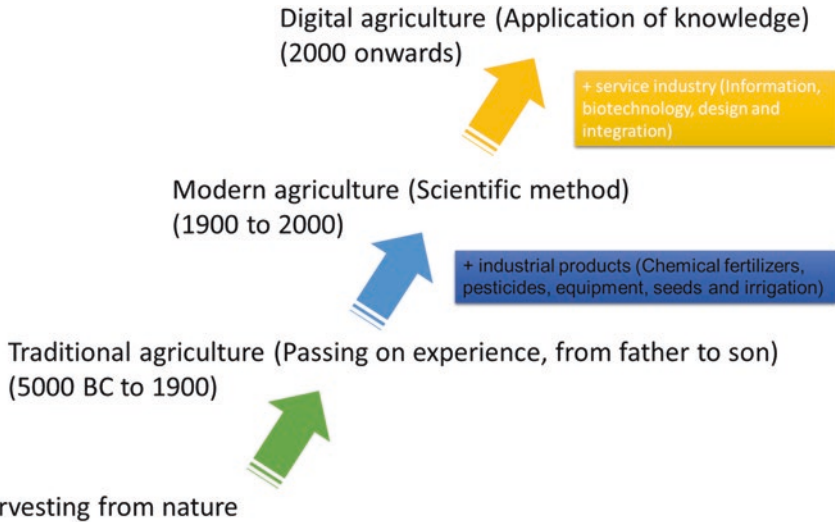 Digital agriculture (Application of knowledge)
(2000 onwards)
+ service industry (Information,
biotechnology, design and
integration)
Modern agriculture (Scientific method)
(1900 to 2000)
+ industrial products (Chemical fertilizers,
pesticides, equipment, seeds and irrigation)
Traditional agriculture (Passing on experience, from father to son)
(5000 BC to 1900)
rvesting from nature